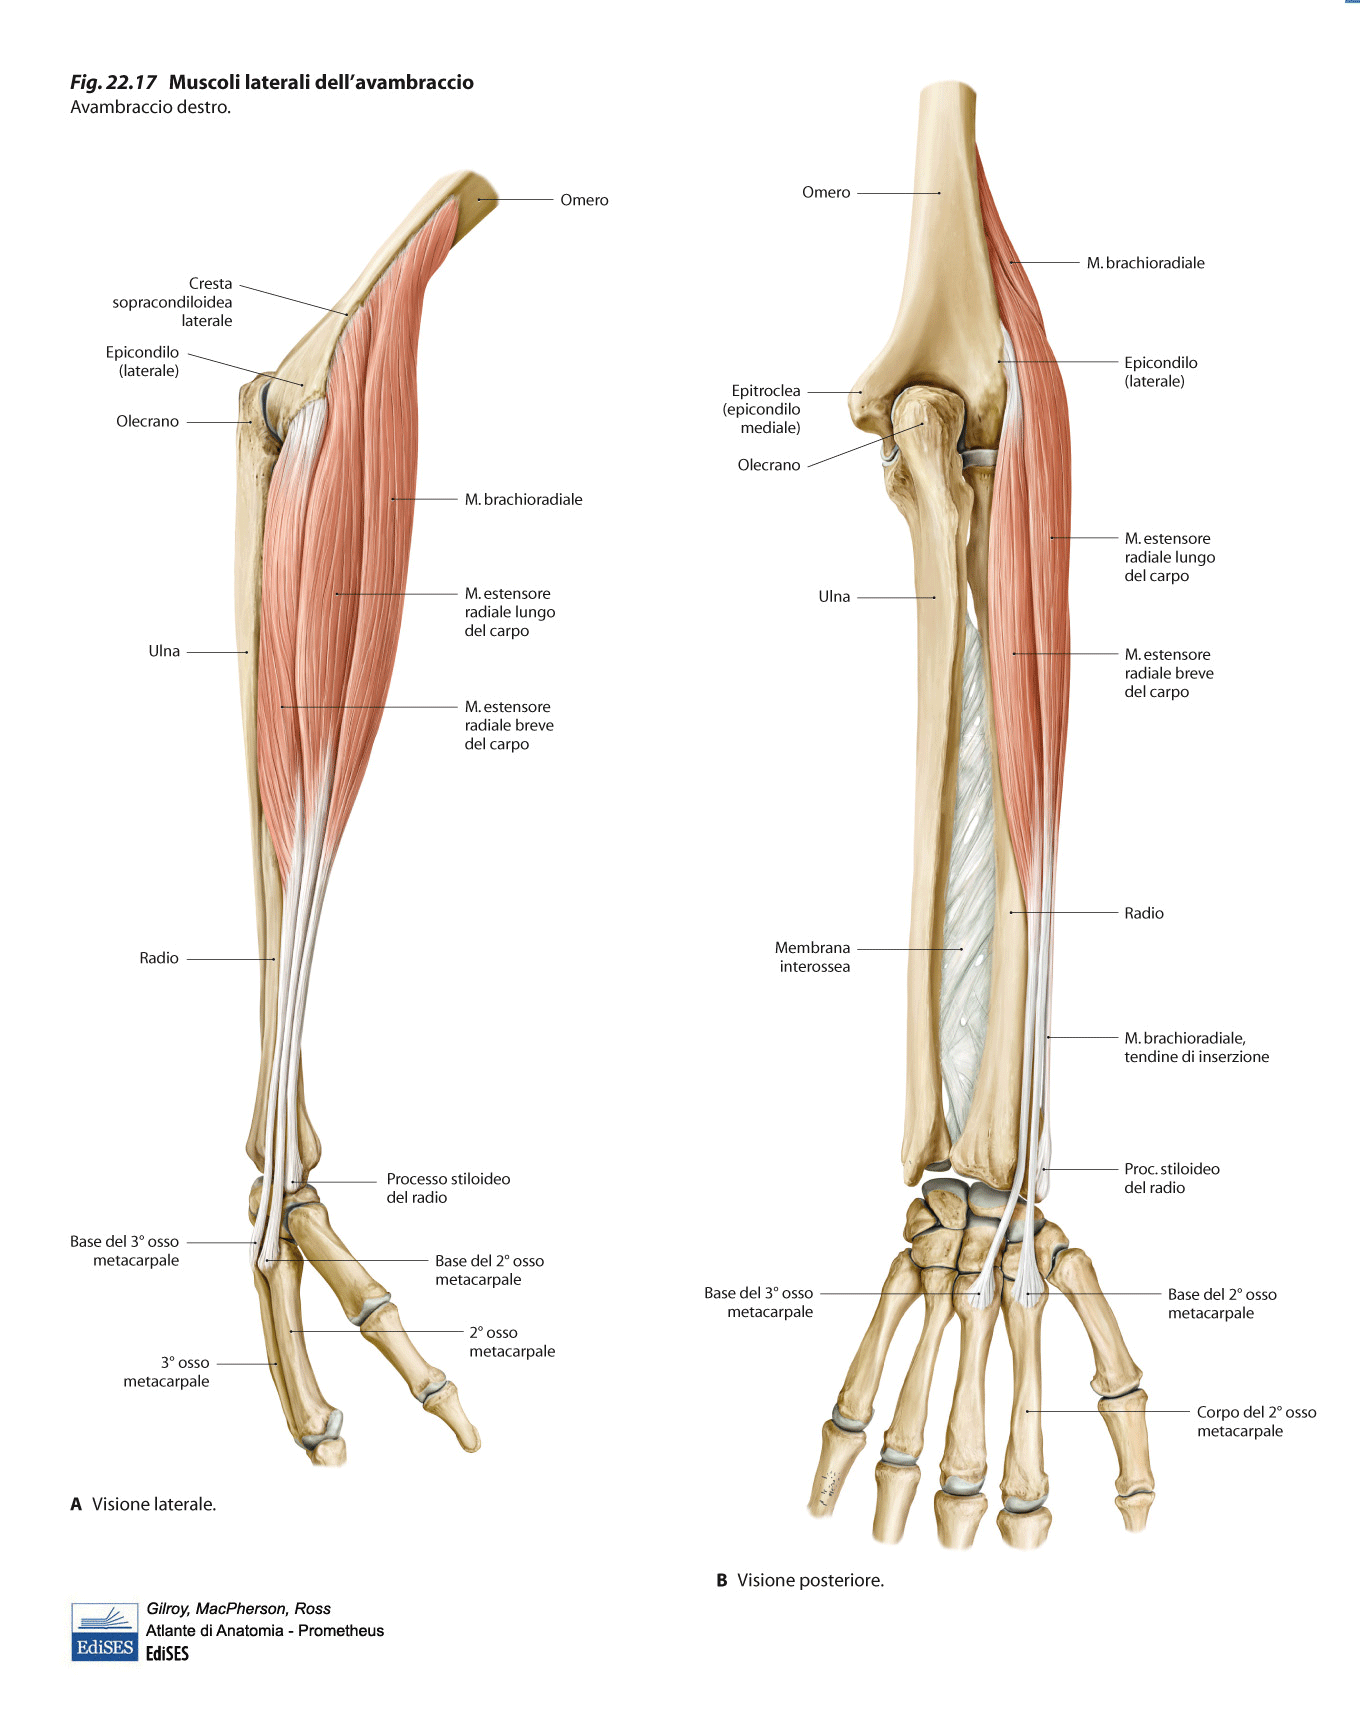 Fig. 22.17 Muscoli laterali dell’avambraccio
Avambraccio destro.
Omero
Cresta
sopracondiloidea
laterale
Epicondilo
(laterale)
Olecrano
M. brachioradiale
M. estensore
radiale lungo
del carpo
Ulna
M. estensore
radiale breve
del carpo
Radio
Processo stiloideo
del radio
Base del 3° osso
metacarpale
Base del 2° osso
metacarpale
2° osso
metacarpale
3° osso
metacarpale
A Visione laterale.
Omero
M. brachioradiale
Epicondilo
(laterale)
Epitroclea
(epicondilo
mediale)
Olecrano
M. estensore
radiale lungo
del carpo
Ulna
M. estensore
radiale breve
del carpo
Radio
Membrana
interossea
M. brachioradiale,
tendine di inserzione
Proc. stiloideo
del radio
Base del 3° osso
metacarpale
Base del 2° osso
metacarpale
Corpo del 2° osso
metacarpale
B Visione posteriore.
EdiSES
Gilroy, MacPherson, Ross
Atlante di Anatomia - Prometheus
EdiSES